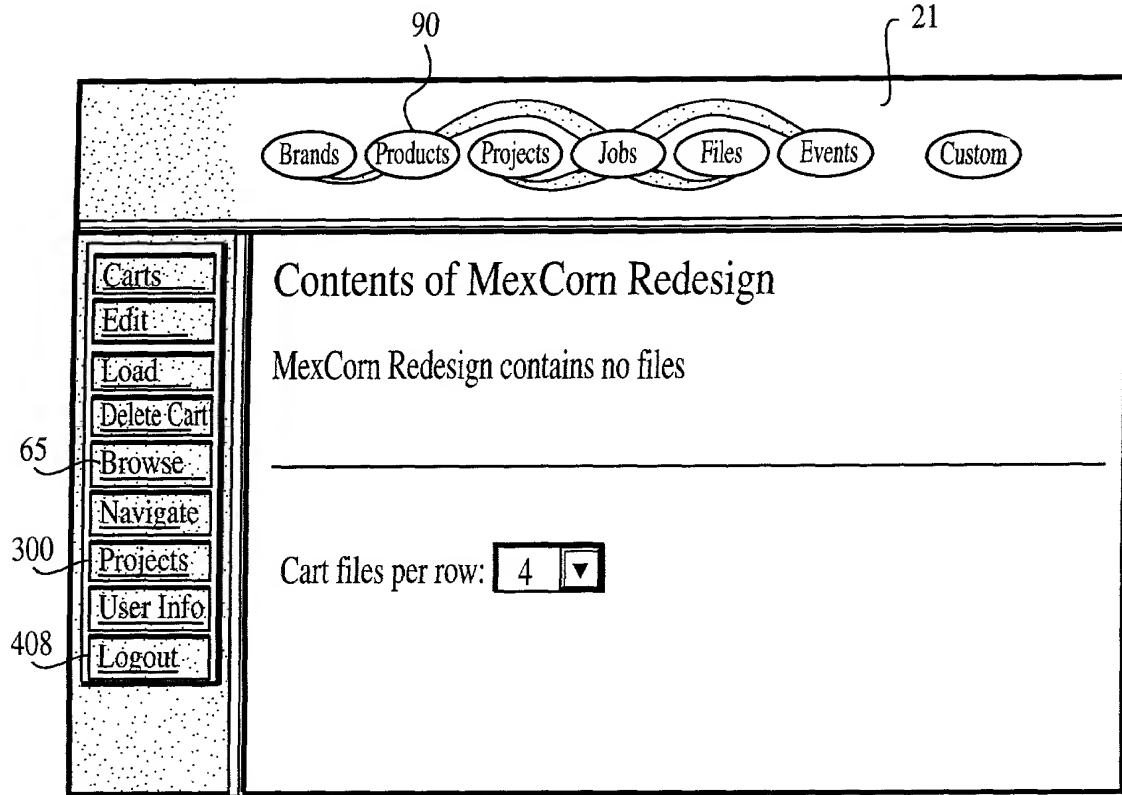 90
21
Brands Products Projects Jobs Files Events Custom
Carts
Edit
Load
Delete Cart
65
Browse
Navigate
300
Projects
User Info
408
Logout
Contents of MexCorn Redesign
MexCorn Redesign contains no files
Cart files per row: 4